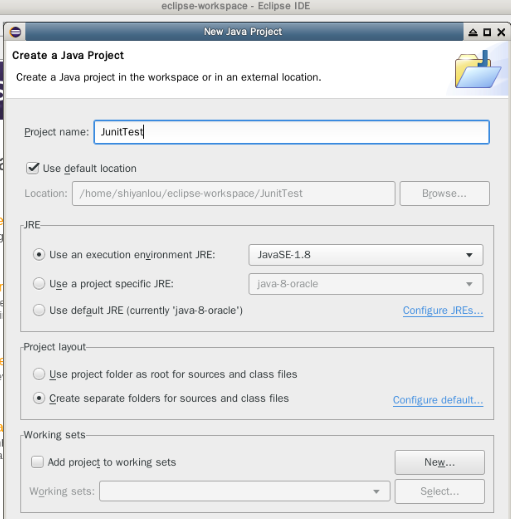 eclipse-workspace - Eclipse IDE
New Java Project
Create a Java Project
Create a Java project in the workspace or in an external location.
Project name: JunitTest
Use default location
Location: /home/shiyanlou/eclipse-workspace/JunitTest Browse...
JRE
Use an execution environment JRE: JavaSE-1.8
Use a project specific JRE: java-8-oracle
Use default JRE (currently 'java-8-oracle') Configure JREs...
Project layout
Use project folder as root for sources and class files
Create separate folders for sources and class files Configure default...
Working sets
Add project to working sets New...
Working sets: Select...